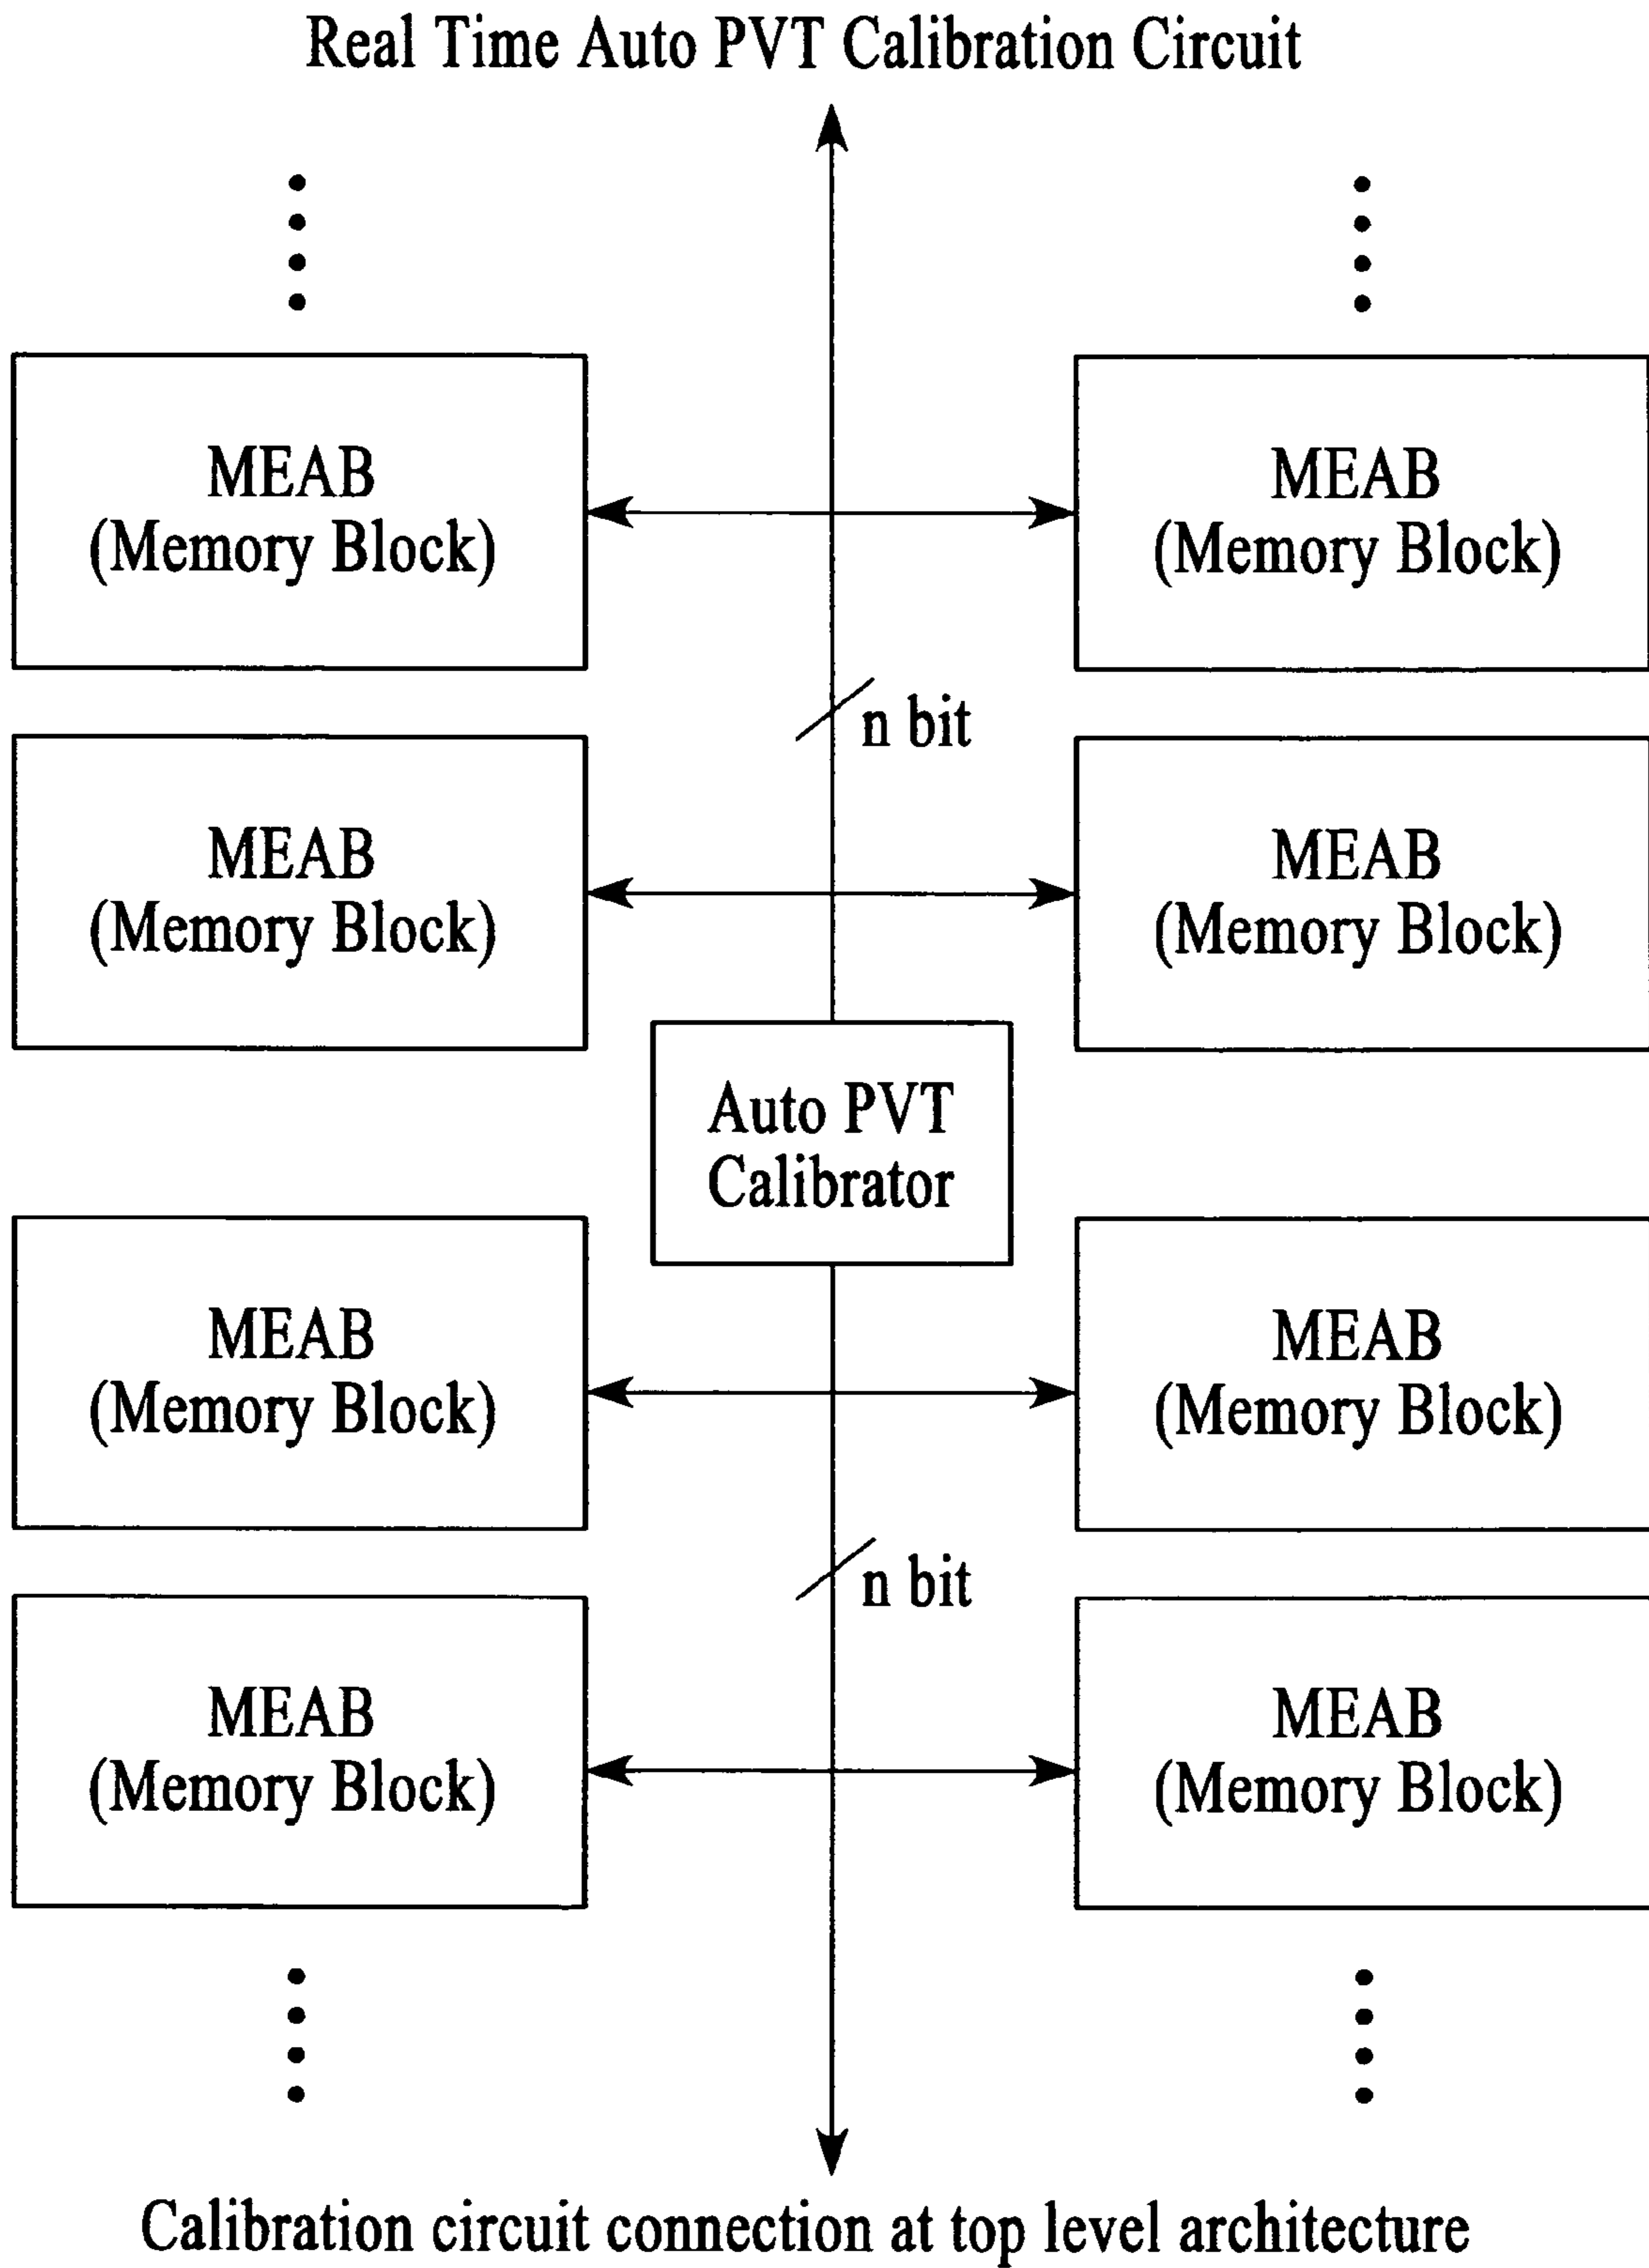 Real Time Auto PVT Calibration Circuit
MEAB
(Memory Block)
MEAB
(Memory Block)
n bit
MEAB
(Memory Block)
MEAB
(Memory Block)
Auto PVT
Calibrator
MEAB
(Memory Block)
MEAB
(Memory Block)
n bit
MEAB
(Memory Block)
MEAB
(Memory Block)
Calibration circuit connection at top level architecture